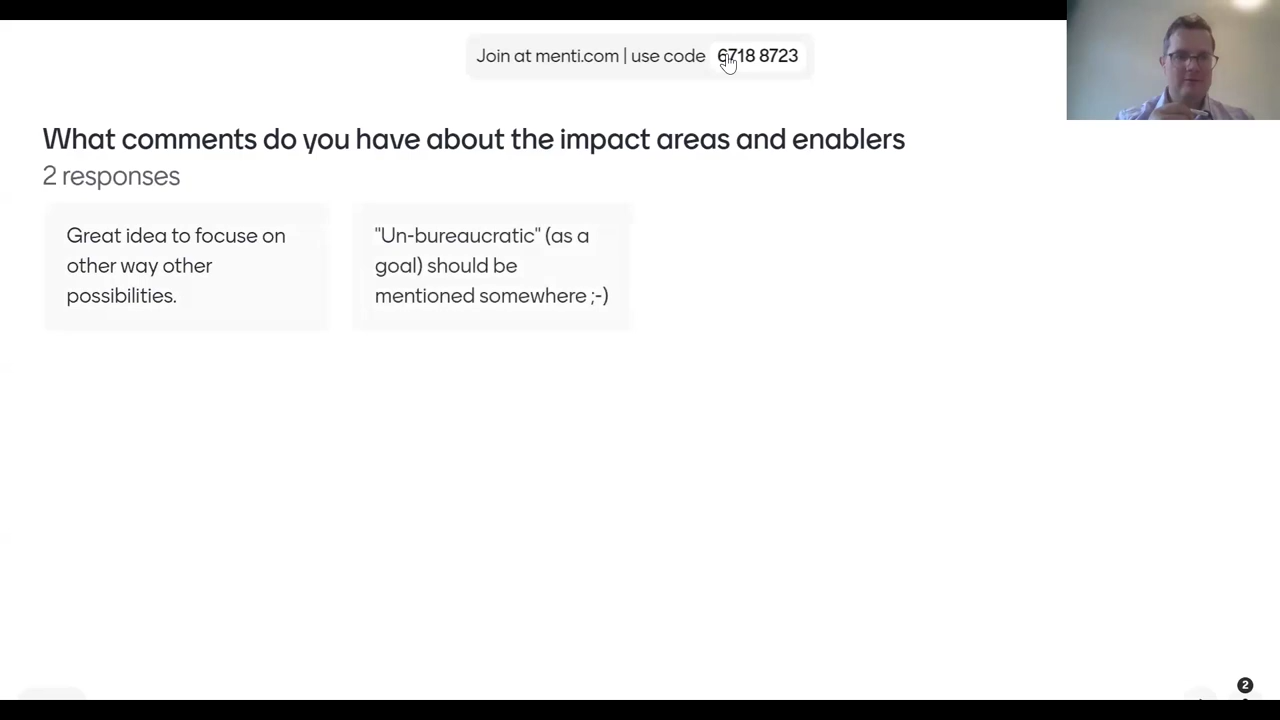 Join at menti.com | use code 6718 8723
What comments do you have about the impact areas and enablers
2 responses
Great idea to focus on
other way other
possibilities.
"Un-bureaucratic" (as a
goal) should be
mentioned somewhere ;-)
2